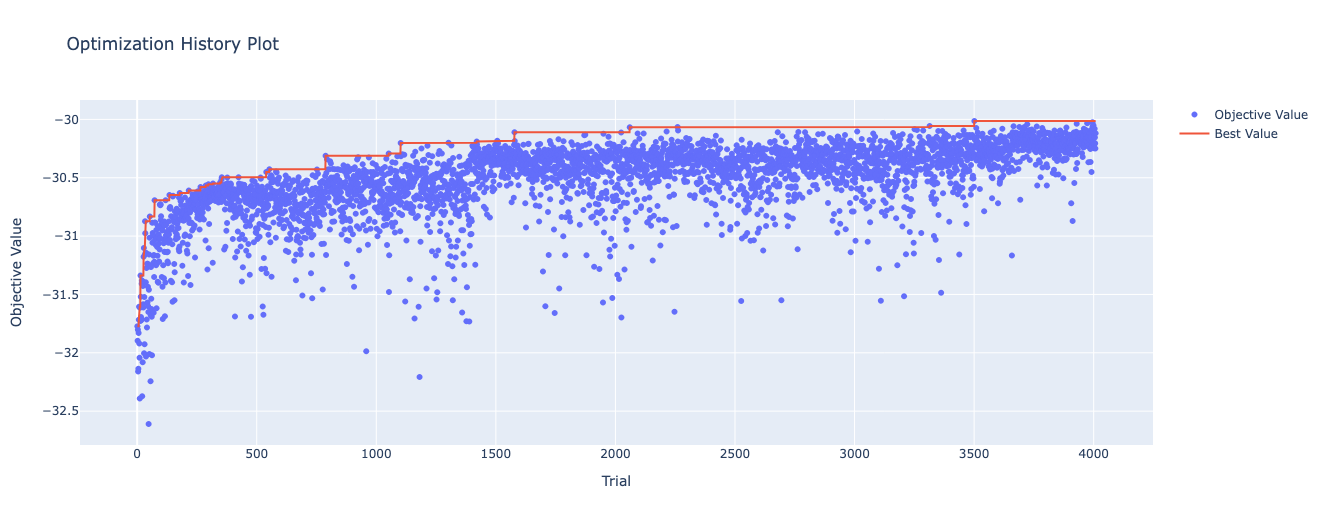 Optimization History Plot
Objective Value
Best Value
−30
−30.5
−31
−31.5
−32
−32.5
Objective Value
0 500 1000 1500 2000 2500 3000 3500 4000
Trial